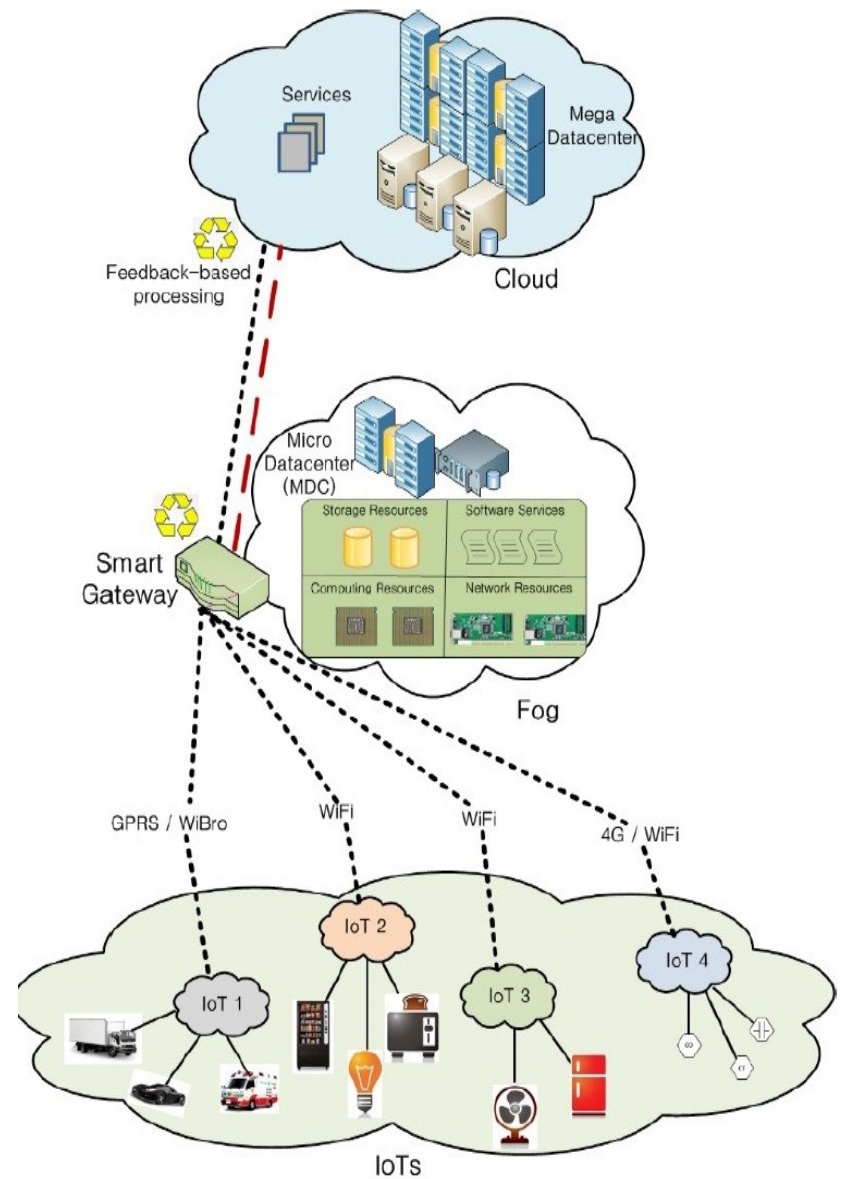 Services
Mega
Datacenter
Feedback-based
processing
Cloud
Micro
Datacenter
(MDC)
Storage Resources
Software Services
Smart
Gateway
Computing Resources
Network Resources
Fog
GPRS / WiBro
WiFi
WiFi
4G / WiFi
IoT 1
IoT 2
IoT 3
IoT 4
IoTs